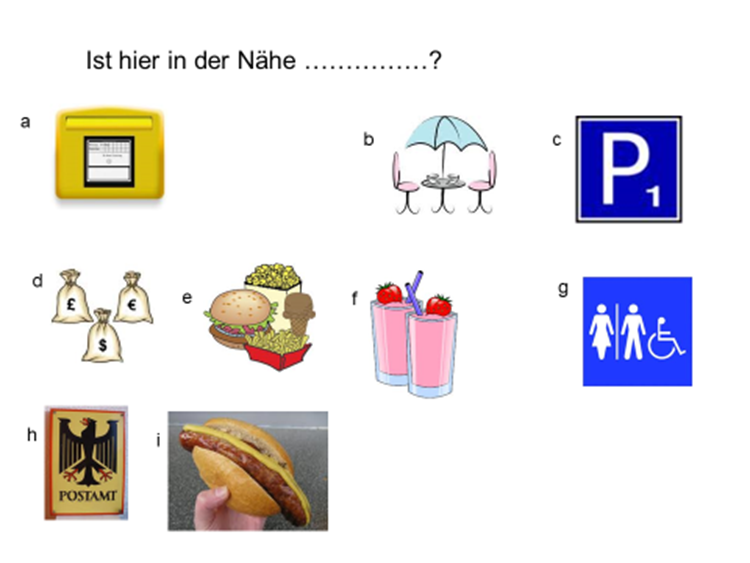 Ist hier in der Nähe ……………?
a
b
c
P
1
d
£
€
$
e
f
g
h
POSTAMT
i